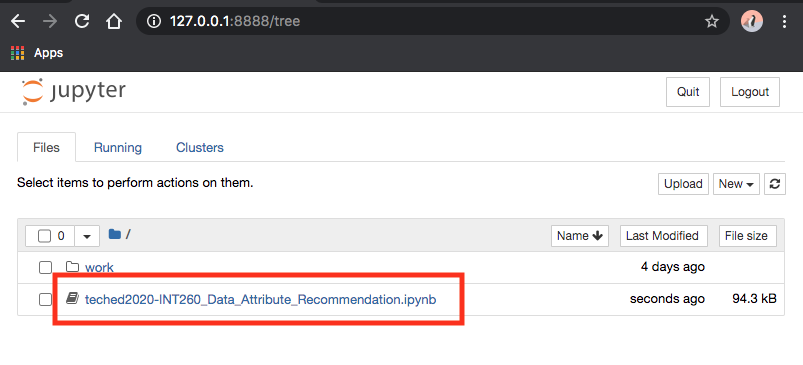 127.0.0.1:8888/tree
Apps
jupyter
Quit Logout
Files Running Clusters
Select items to perform actions on them.
Upload New
0 / Name Last Modified File size
work 4 days ago
teched2020-INT260_Data_Attribute_Recommendation.ipynb seconds ago 94.3 kB